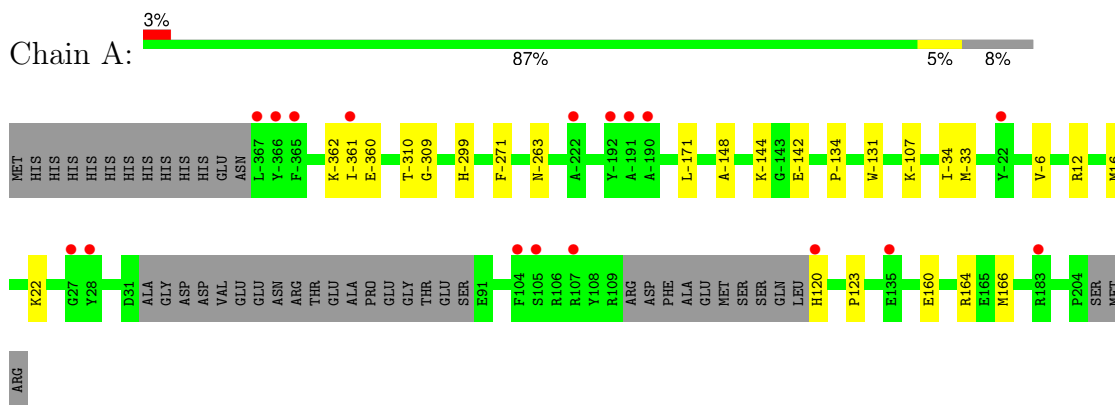 3%
Chain A:
87% 5% 8%
MET HIS HIS HIS HIS HIS HIS HIS HIS HIS HIS GLU ASN L-367 Y-366 F-365 K-362 I-361 E-360 T-310 G-309 H-299 F-271 N-263 A-222 Y-192 A-191 A-190 L-171 A-148 K-144 G-143 E-142 P-134 W-131 K-107 I-34 M-33 Y-22 V-6 R12 M16
K22 G27 Y28 D31 ALA GLY ASP ASP VAL GLU GLU ASN ARG THR GLU ALA PRO GLU GLY THR GLU SER E91 F104 S105 R106 R107 Y108 R109 ARG ASP PHE ALA GLU MET SER SER GLN LEU H120 P123 E135 E160 R164 E165 M166 R183 P204 SER MET
ARG